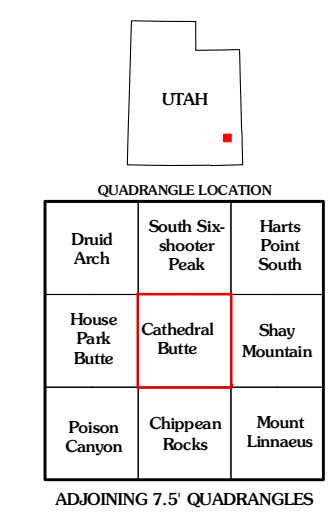 UTAH
QUADRANGLE LOCATION
Druid
Arch
South Six-
shooter
Peak
Harts
Point
South
House
Park
Butte
Cathedral
Butte
Shay
Mountain
Poison
Canyon
Chippean
Rocks
Mount
Linnaeus
ADJOINING 7.5' QUADRANGLES